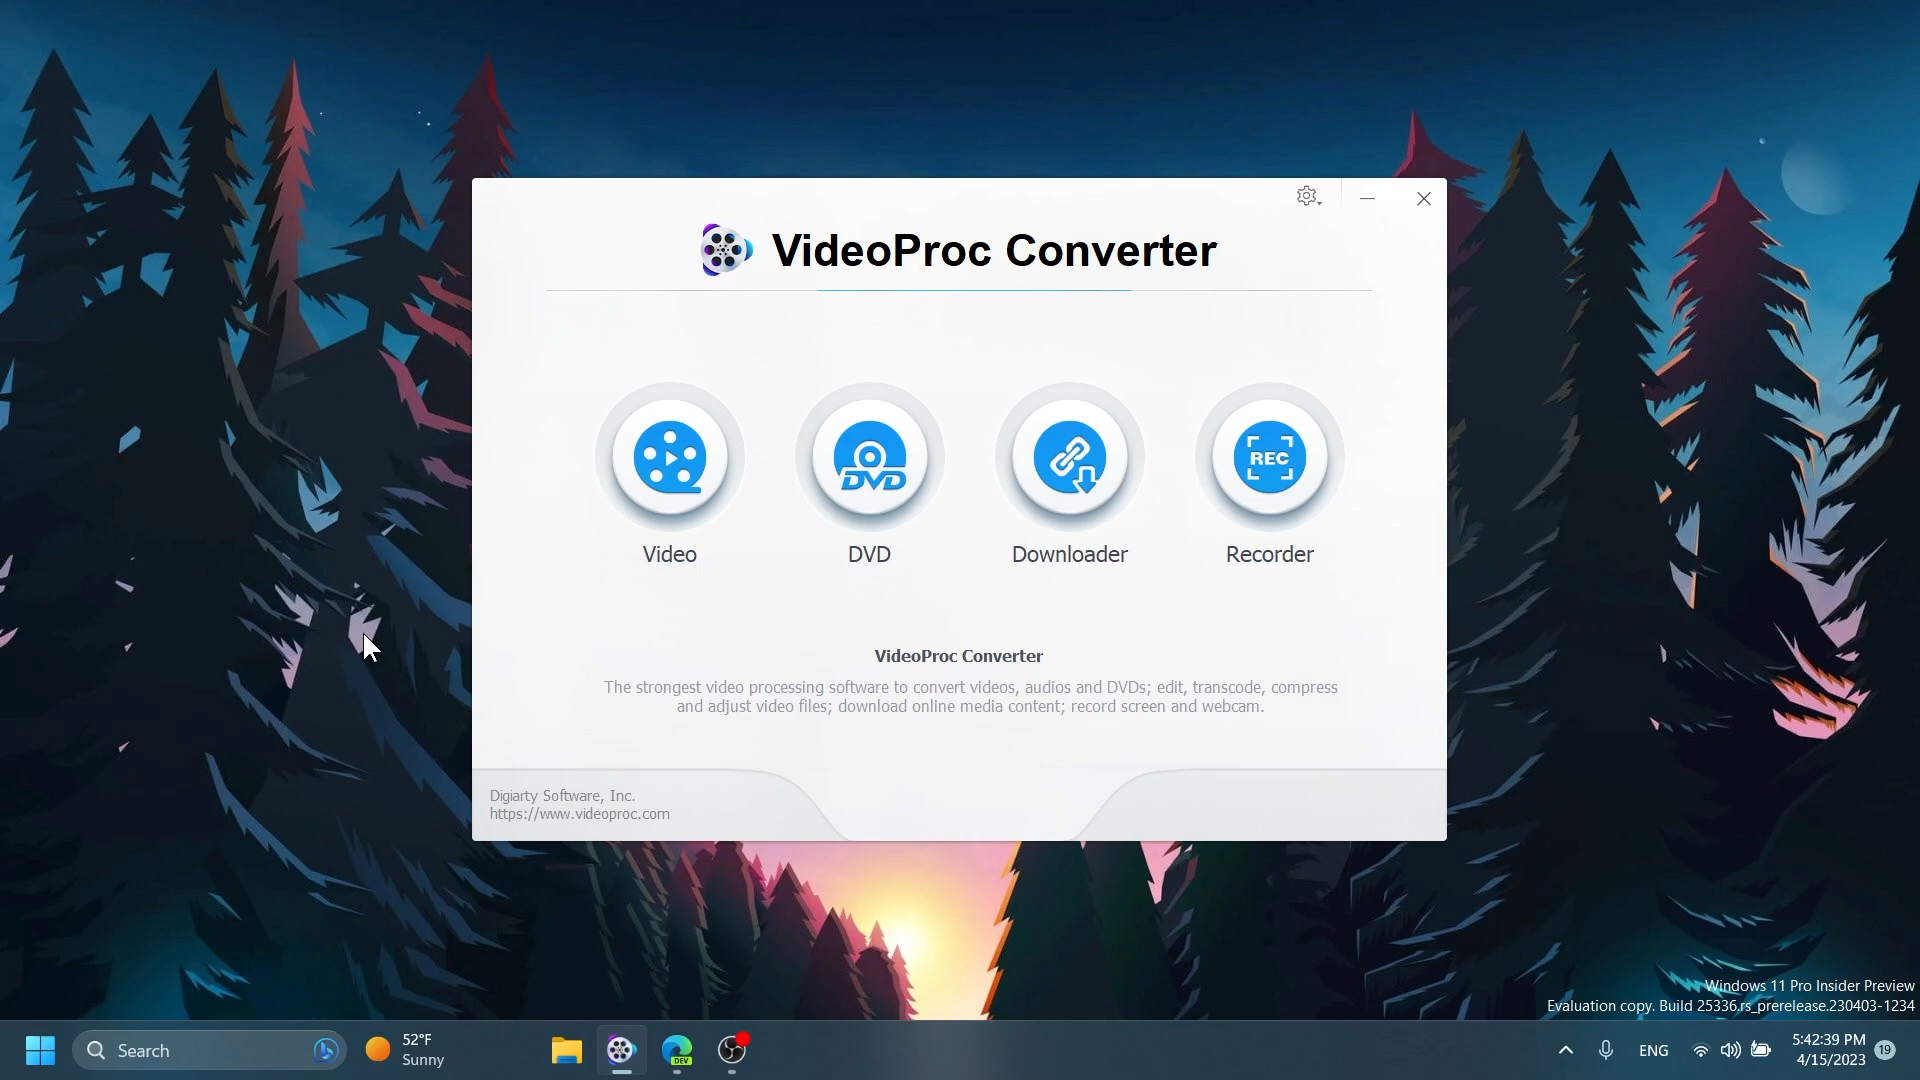 VideoProc Converter
REC
DVD
Video
DVD
Downloader
Recorder
VideoProc Converter
The strongest video processing software to convert videos, audios and DVDs; edit, transcode, compress
and adjust video files; download online media content; record screen and webcam.
Digiarty Software, Inc.
https://www.videoproc.com
Windows 11 Pro Insider Preview
Evaluation copy. Build 25336.rs_prerelease.230403-1234
Search
52°F
Sunny
DEV
ENG
5:42:39 PM
4/15/2023
19